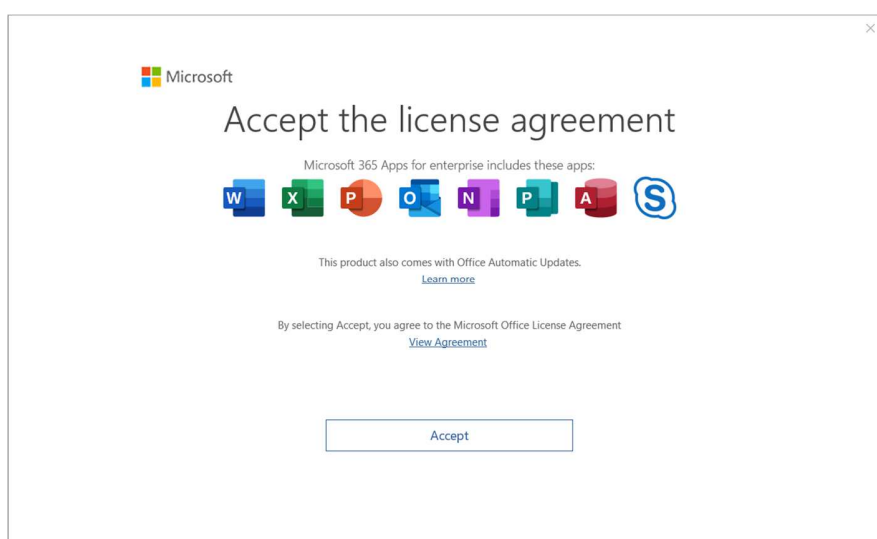 Microsoft
Accept the license agreement
Microsoft 365 Apps for enterprise includes these apps:
W X P O N P A S
This product also comes with Office Automatic Updates.
Learn more
By selecting Accept, you agree to the Microsoft Office License Agreement
View Agreement
Accept